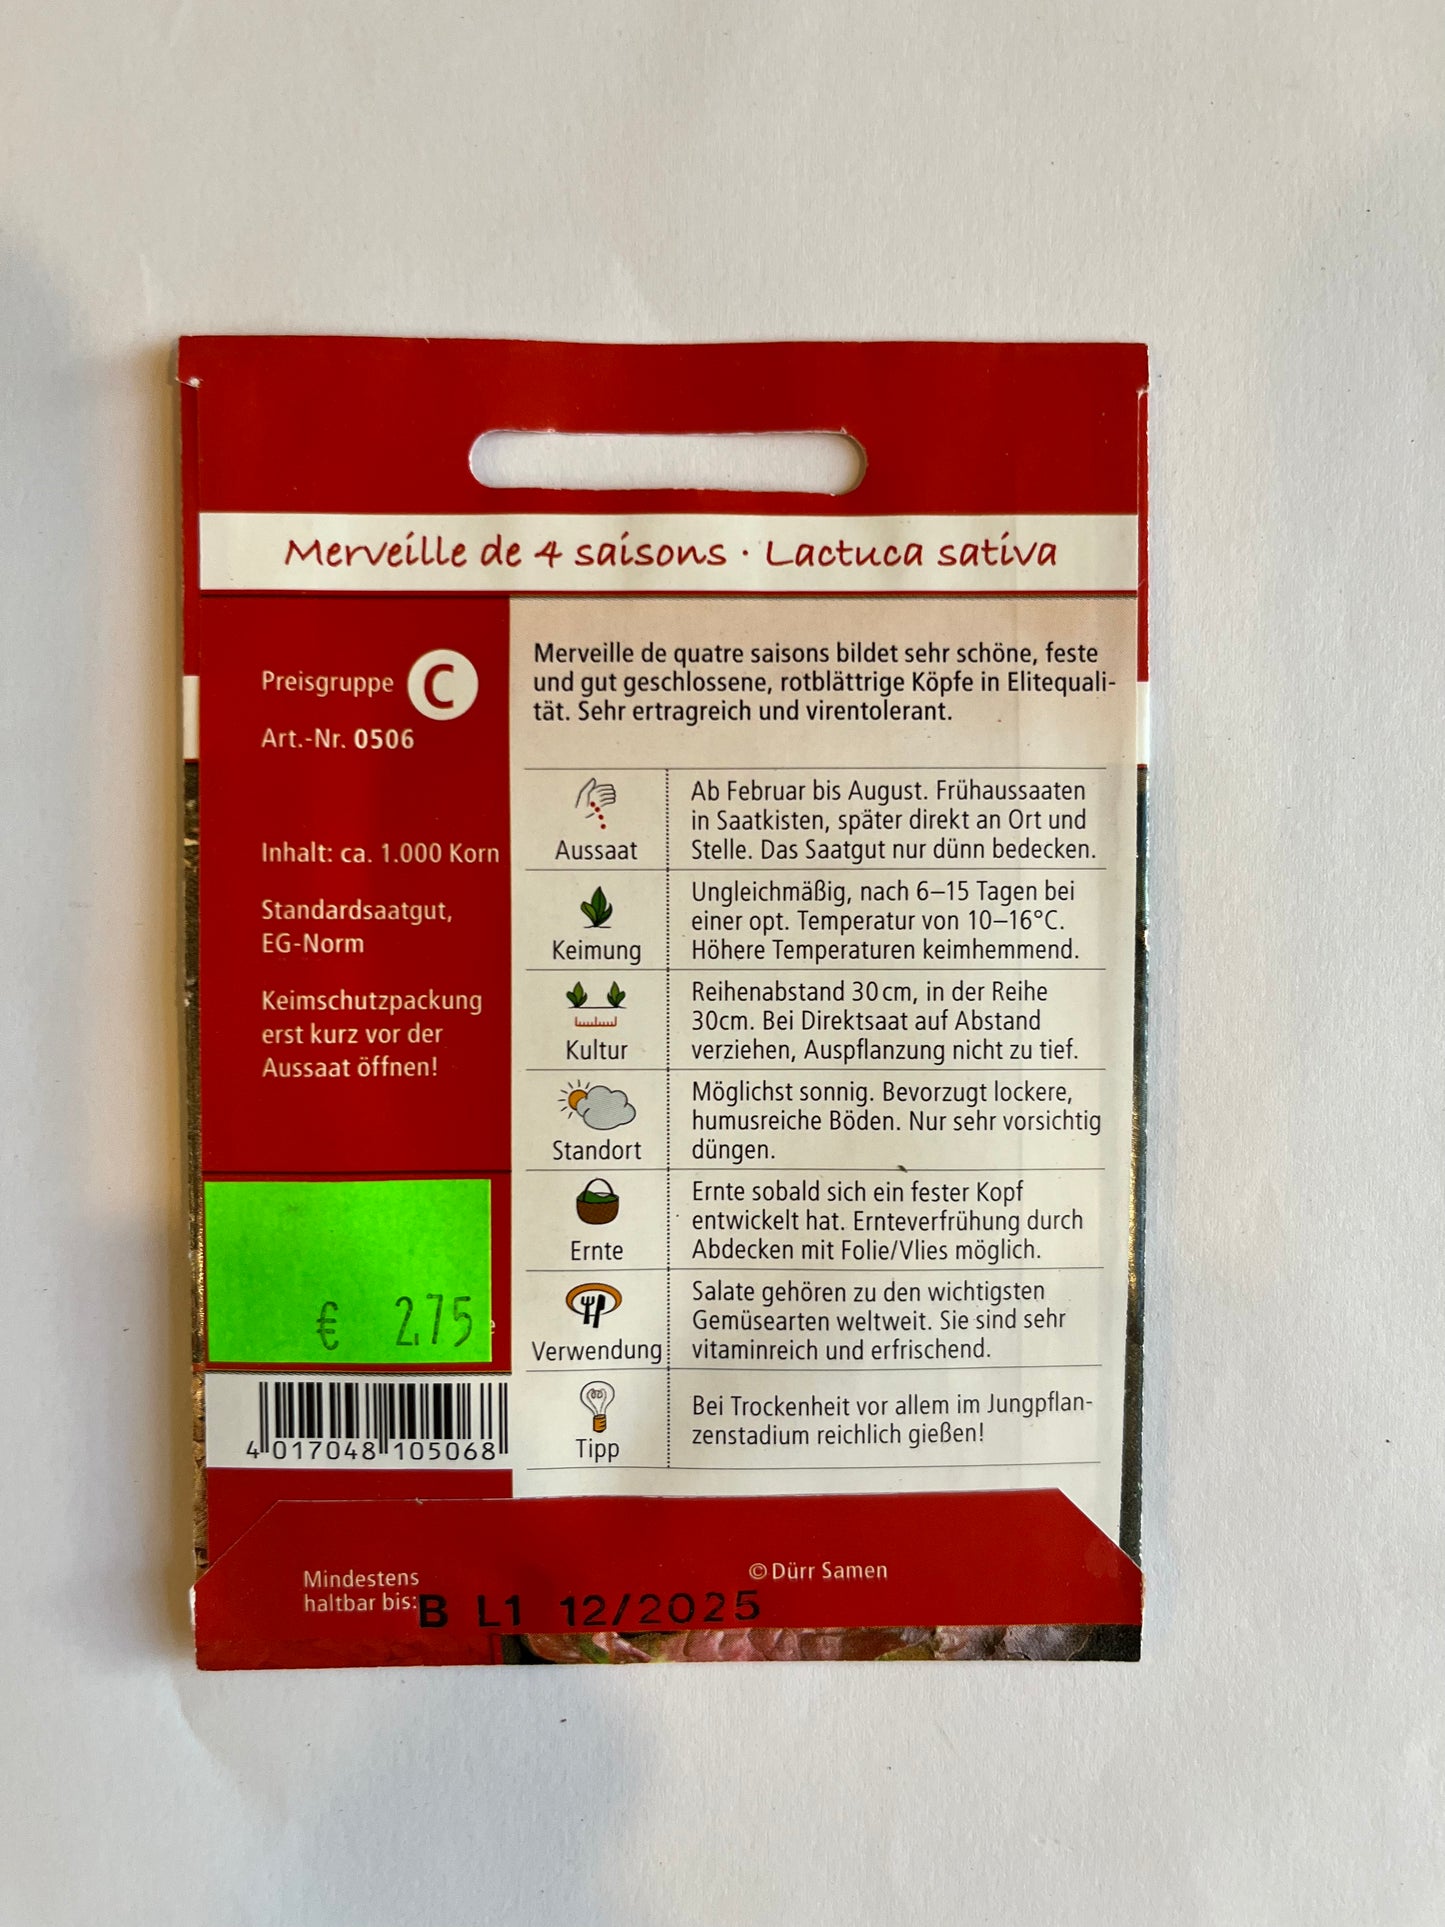 Merveille de 4 saisons · Lactuca sativa
Preisgruppe C
Art.-Nr. 0506
Inhalt: ca. 1.000 Korn
Standardsaatgut,
EG-Norm
Keimschutzpackung
erst kurz vor der
Aussaat öffnen!
€ 2.75
4 017048 105068
Merveille de quatre saisons bildet sehr schöne, feste
und gut geschlossene, rotblättrige Köpfe in Elitequali-
tät. Sehr ertragreich und virentolerant.
Aussaat
Ab Februar bis August. Frühaussaaten
in Saatkisten, später direkt an Ort und
Stelle. Das Saatgut nur dünn bedecken.
Keimung
Ungleichmäßig, nach 6–15 Tagen bei
einer opt. Temperatur von 10–16°C.
Höhere Temperaturen keimhemmend.
Kultur
Reihenabstand 30 cm, in der Reihe
30cm. Bei Direktsaat auf Abstand
verziehen, Auspflanzung nicht zu tief.
Standort
Möglichst sonnig. Bevorzugt lockere,
humusreiche Böden. Nur sehr vorsichtig
düngen.
Ernte
Ernte sobald sich ein fester Kopf
entwickelt hat. Ernteverfrühung durch
Abdecken mit Folie/Vlies möglich.
Verwendung
Salate gehören zu den wichtigsten
Gemüsearten weltweit. Sie sind sehr
vitaminreich und erfrischend.
Tipp
Bei Trockenheit vor allem im Jungpflan-
zenstadium reichlich gießen!
Mindestens
haltbar bis: B L1 12/2025
© Dürr Samen